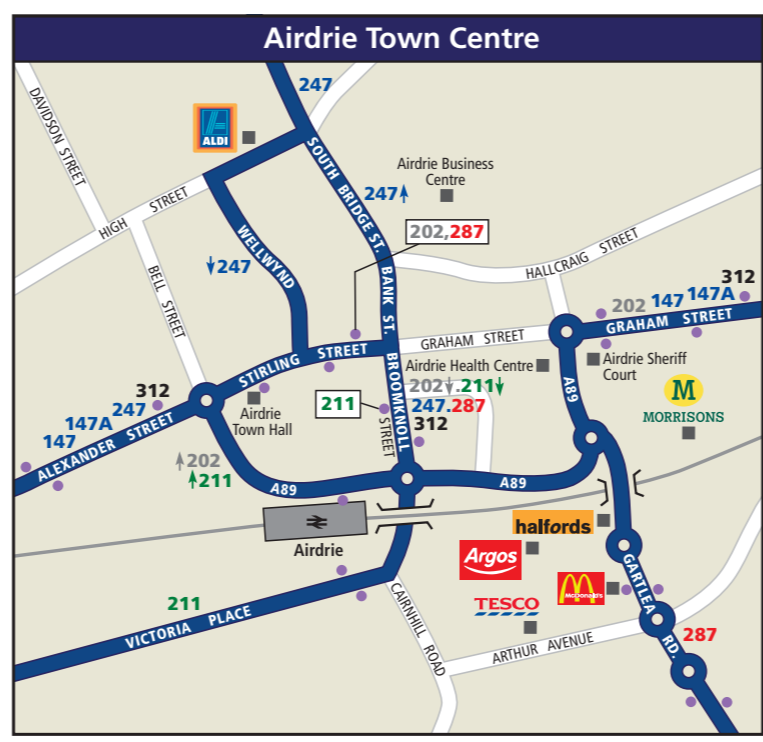 Airdrie Town Centre
247
DAVIDSON STREET
ALDI
SOUTH BRIDGE ST.
Airdrie Business
Centre
247
HIGH STREET
202,287
WELLWYND
HALLCRAIG STREET
247
BELL STREET
BANK ST.
312
202 147 147A
GRAHAM STREET
GRAHAM STREET
STIRLING STREET
BROOMKNOLL
STREET
Airdrie Health Centre
Airdrie Sheriff
Court
A89
202 .211
247.287
312
211
M
MORRISONS
312
247
147A
147
ALEXANDER STREET
Airdrie
Town Hall
202
211
A89
A89
Airdrie
halfords
Argos
M
McDonald's
TESCO
211
VICTORIA PLACE
CAIRNHILL ROAD
GARTLEA RD.
287
ARTHUR AVENUE